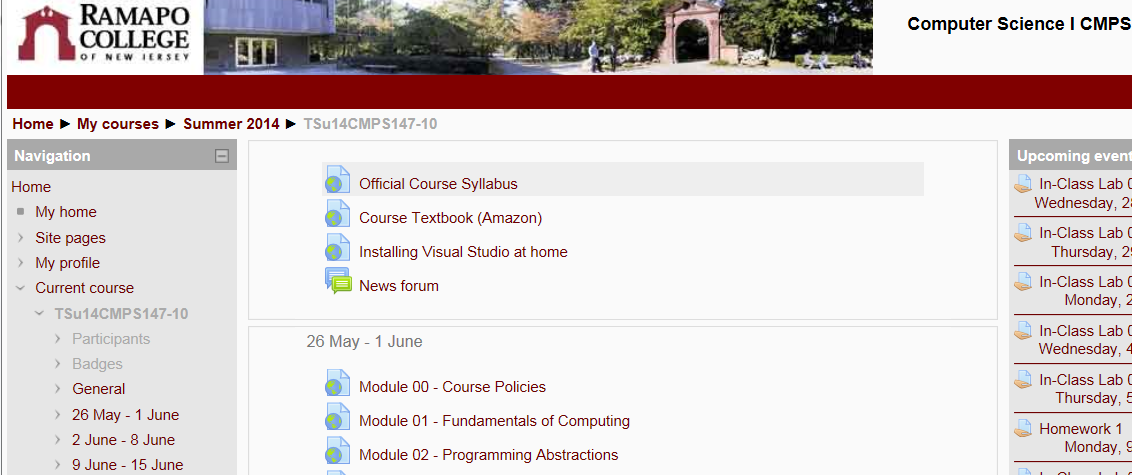 RAMAPO
COLLEGE
OF NEW JERSEY
Computer Science I CMPS
Home ► My courses ► Summer 2014 ► TSu14CMPS147-10
Navigation
Home
My home
Site pages
My profile
Current course
TSu14CMPS147-10
Participants
Badges
General
26 May - 1 June
2 June - 8 June
9 June - 15 June
Official Course Syllabus
Course Textbook (Amazon)
Installing Visual Studio at home
News forum
26 May - 1 June
Module 00 - Course Policies
Module 01 - Fundamentals of Computing
Module 02 - Programming Abstractions
Upcoming event
In-Class Lab 0
Wednesday, 28
In-Class Lab 0
Thursday, 29
In-Class Lab 0
Monday, 2
In-Class Lab 0
Wednesday, 4
In-Class Lab 0
Thursday, 5
Homework 1
Monday, 9